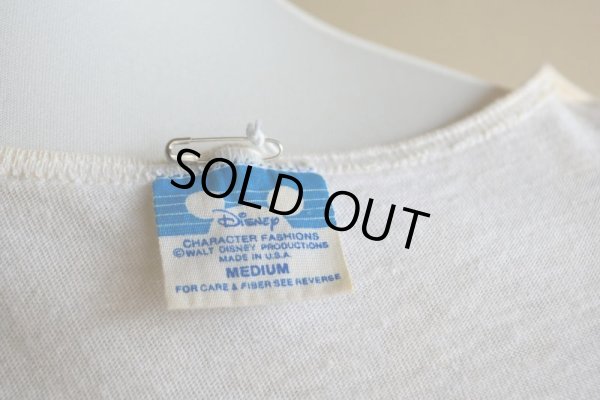 SOLD OUT
Disney
CHARACTER FASHIONS
©WALT DISNEY PRODUCTIONS
MADE IN U.S.A.
MEDIUM
FOR CARE & FIBER SEE REVERSE